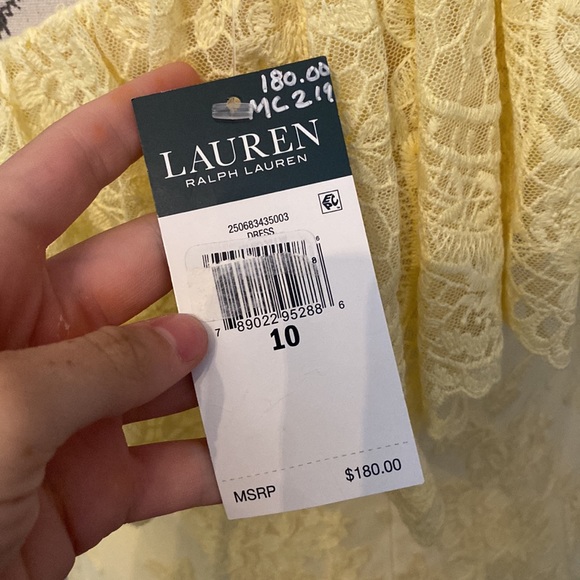 180.00
MC219
LAUREN
RALPH LAUREN
250683435003
DRESS
7 89022 95288 6
10
MSRP $180.00